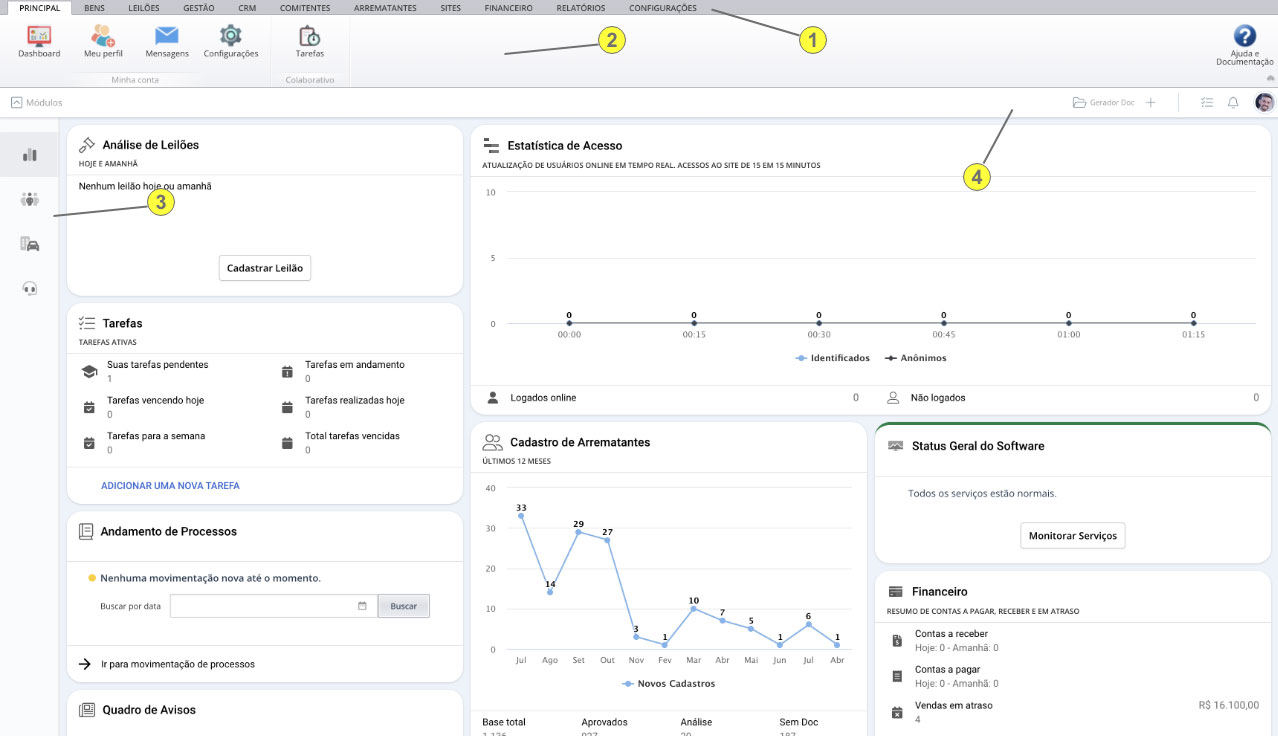 PRINCIPAL BENS LEILÕES GESTÃO CRM COMITENTES ARREMATANTES SITES FINANCEIRO RELATÓRIOS CONFIGURAÇÕES
1
2
Dashboard Meu perfil Mensagens Configurações Tarefas
Ajuda e
Documentação
Minha conta Colaborativo
Módulos
Gerador Doc
4
3
Análise de Leilões
HOJE E AMANHÃ
Nenhum leilão hoje ou amanhã
Cadastrar Leilão
Tarefas
TAREFAS ATIVAS
Suas tarefas pendentes
1
Tarefas em andamento
0
Tarefas vencendo hoje
0
Tarefas realizadas hoje
0
Tarefas para a semana
0
Total tarefas vencidas
0
ADICIONAR UMA NOVA TAREFA
Andamento de Processos
Nenhuma movimentação nova até o momento.
Buscar por data
Buscar
Ir para movimentação de processos
Quadro de Avisos
Estatística de Acesso
ATUALIZAÇÃO DE USUÁRIOS ONLINE EM TEMPO REAL. ACESSOS AO SITE DE 15 EM 15 MINUTOS
10
5
0
0 0 0 0 0 0
00:00 00:15 00:30 00:45 01:00 01:15
Identificados Anônimos
Logados online 0
Não logados 0
Cadastro de Arrematantes
ÚLTIMOS 12 MESES
40
30
20
10
0
33 14 29 27 3 1 10 7 5 1 6 1
Jul Ago Set Out Nov Fev Mar Abr Mai Jun Jul Abr
Novos Cadastros
Base total Aprovados Análise Sem Doc
Status Geral do Software
Todos os serviços estão normais.
Monitorar Serviços
Financeiro
RESUMO DE CONTAS A PAGAR, RECEBER E EM ATRASO
Contas a receber
Hoje: 0 - Amanhã: 0
Contas a pagar
Hoje: 0 - Amanhã: 0
Vendas em atraso
4
R$ 16.100,00